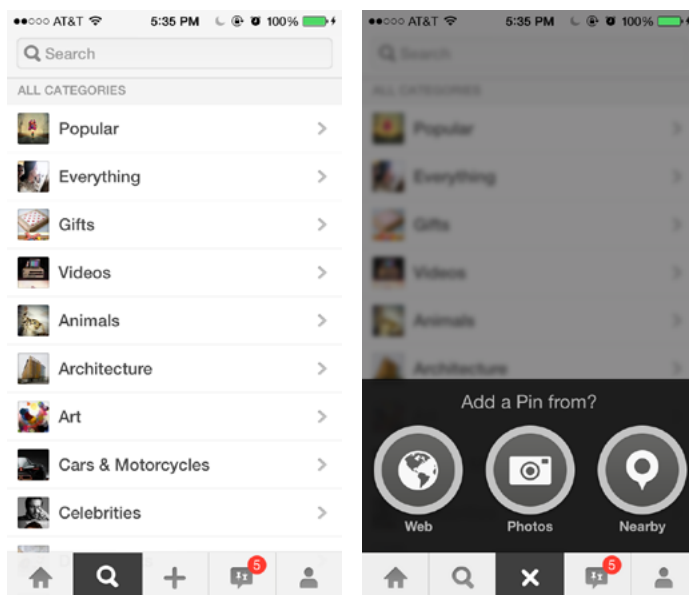 ●●○○○ AT&T 5:35 PM 100%
Search
ALL CATEGORIES
Popular
Everything
Gifts
Videos
Animals
Architecture
Art
Cars & Motorcycles
Celebrities
5
●●○○○ AT&T 5:35 PM 100%
Search
ALL CATEGORIES
Popular
Everything
Gifts
Videos
Animals
Architecture
Add a Pin from?
Web Photos Nearby
5